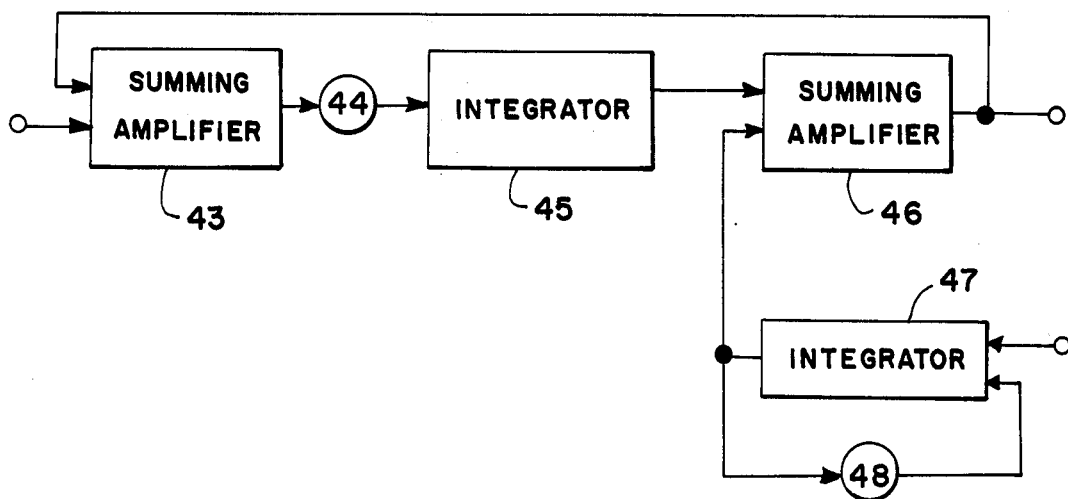 SUMMING
AMPLIFIER
43
44
INTEGRATOR
45
SUMMING
AMPLIFIER
46
47
INTEGRATOR
48